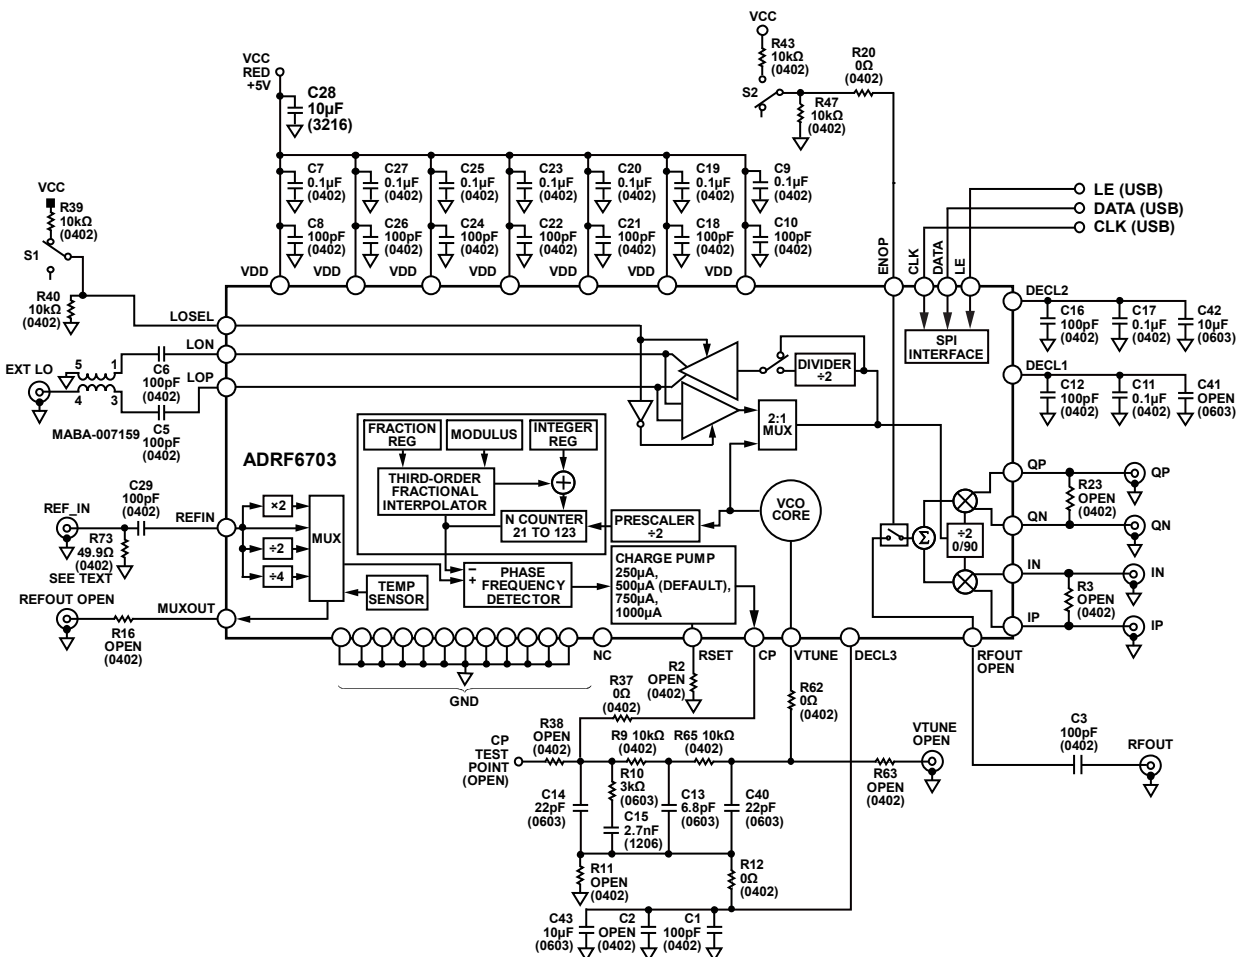 VCC
RED
+5V
C28
10µF
(3216)
VCC
R43
10kΩ
(0402)
R20
0Ω
(0402)
S2
R47
10kΩ
(0402)
C7
0.1µF
(0402)
C27
0.1µF
(0402)
C25
0.1µF
(0402)
C23
0.1µF
(0402)
C20
0.1µF
(0402)
C19
0.1µF
(0402)
C9
0.1µF
(0402)
C8
100pF
(0402)
C26
100pF
(0402)
C24
100pF
(0402)
C22
100pF
(0402)
C21
100pF
(0402)
C18
100pF
(0402)
C10
100pF
(0402)
VDD
VDD
VDD
VDD
VDD
VDD
VDD
VCC
R39
10kΩ
(0402)
S1
R40
10kΩ
(0402)
LE (USB)
DATA (USB)
CLK (USB)
ENOP
CLK
DATA
LE
LOSEL
LON
LOP
EXT LO
5
1
4
3
C6
100pF
(0402)
C5
100pF
(0402)
MABA-007159
DECL2
C16
100pF
(0402)
C17
0.1µF
(0402)
C42
10µF
(0603)
SPI
INTERFACE
DECL1
C12
100pF
(0402)
C11
0.1µF
(0402)
C41
OPEN
(0603)
DIVIDER
÷2
2:1
MUX
ADRF6703
FRACTION
REG
MODULUS
INTEGER
REG
THIRD-ORDER
FRACTIONAL
INTERPOLATOR
+
N COUNTER
21 TO 123
PRESCALER
÷2
VCO
CORE
QP
R23
OPEN
(0402)
QP
QN
QN
Σ
÷2
0/90
IN
R3
OPEN
(0402)
IN
IP
IP
C29
100pF
(0402)
REF_IN
REFIN
R73
49.9Ω
(0402)
SEE TEXT
×2
÷2
÷4
MUX
TEMP
SENSOR
−
+
PHASE
FREQUENCY
DETECTOR
CHARGE PUMP
250µA,
500µA (DEFAULT),
750µA,
1000µA
REFOUT OPEN
MUXOUT
R16
OPEN
(0402)
GND
NC
RSET
CP
VTUNE
DECL3
RFOUT
OPEN
R2
OPEN
(0402)
R37
0Ω
(0402)
R62
0Ω
(0402)
R38
OPEN
(0402)
R9 10kΩ
(0402)
R65 10kΩ
(0402)
CP
TEST
POINT
(OPEN)
R10
3kΩ
(0603)
C14
22pF
(0603)
C15
2.7nF
(1206)
C13
6.8pF
(0603)
C40
22pF
(0603)
R63
OPEN
(0402)
VTUNE
OPEN
C3
100pF
(0402)
RFOUT
R11
OPEN
(0402)
R12
0Ω
(0402)
C43
10µF
(0603)
C2
OPEN
(0402)
C1
100pF
(0402)